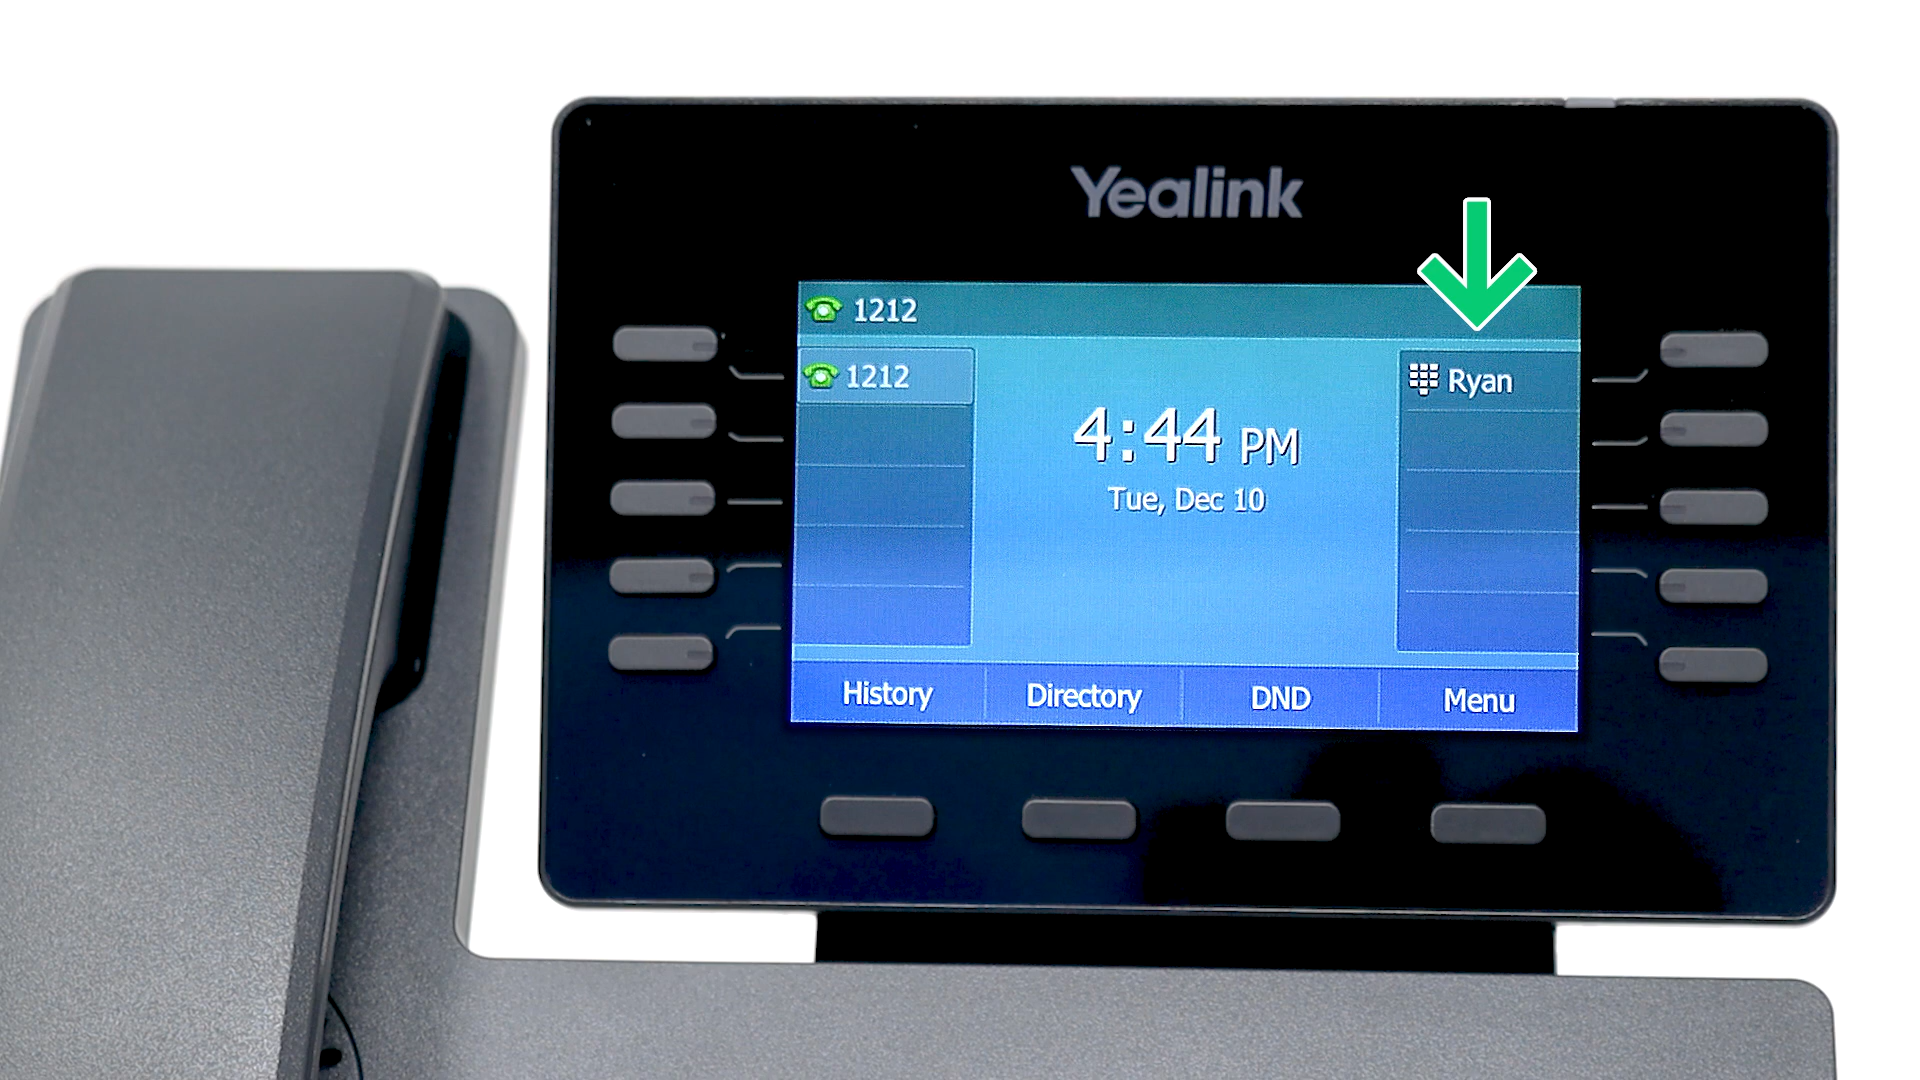 Yealink
1212
1212
Ryan
4:44 PM
Tue, Dec 10
History Directory DND Menu